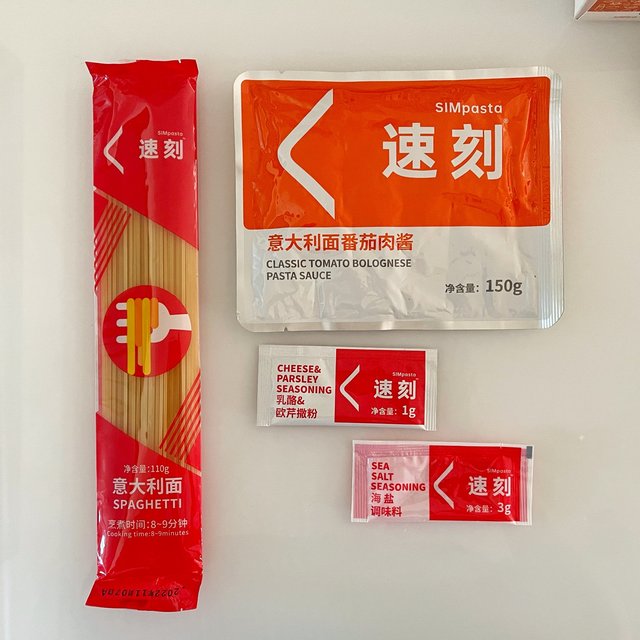 SIMpasta
速刻
净含量:110g
意大利面
SPAGHETTI
烹煮时间:8~9分钟
Cooking time:8~9minutes
SIMpasta
速刻®
意大利面番茄肉酱
CLASSIC TOMATO BOLOGNESE
PASTA SAUCE
净含量: 150g
CHEESE&
PARSLEY
SEASONING
乳酪&
欧芹撒粉
SIMpasta
速刻
净含量: 1g
SEA
SALT
SEASONING
海盐
调味料
SIMpasta
速刻
净含量: 3g